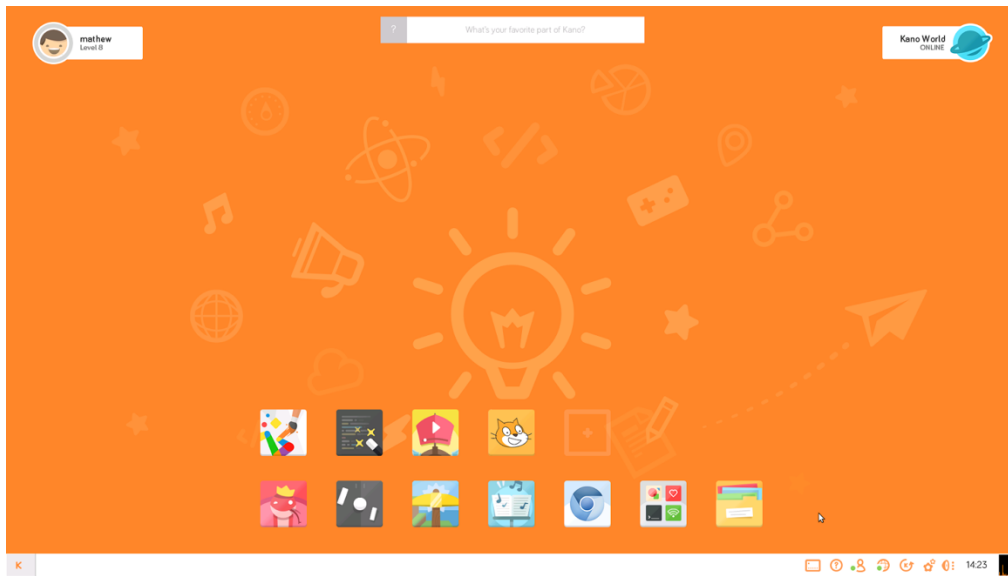 mathew
Level 8
?
What's your favorite part of Kano?
Kano World
ONLINE
K
14:23